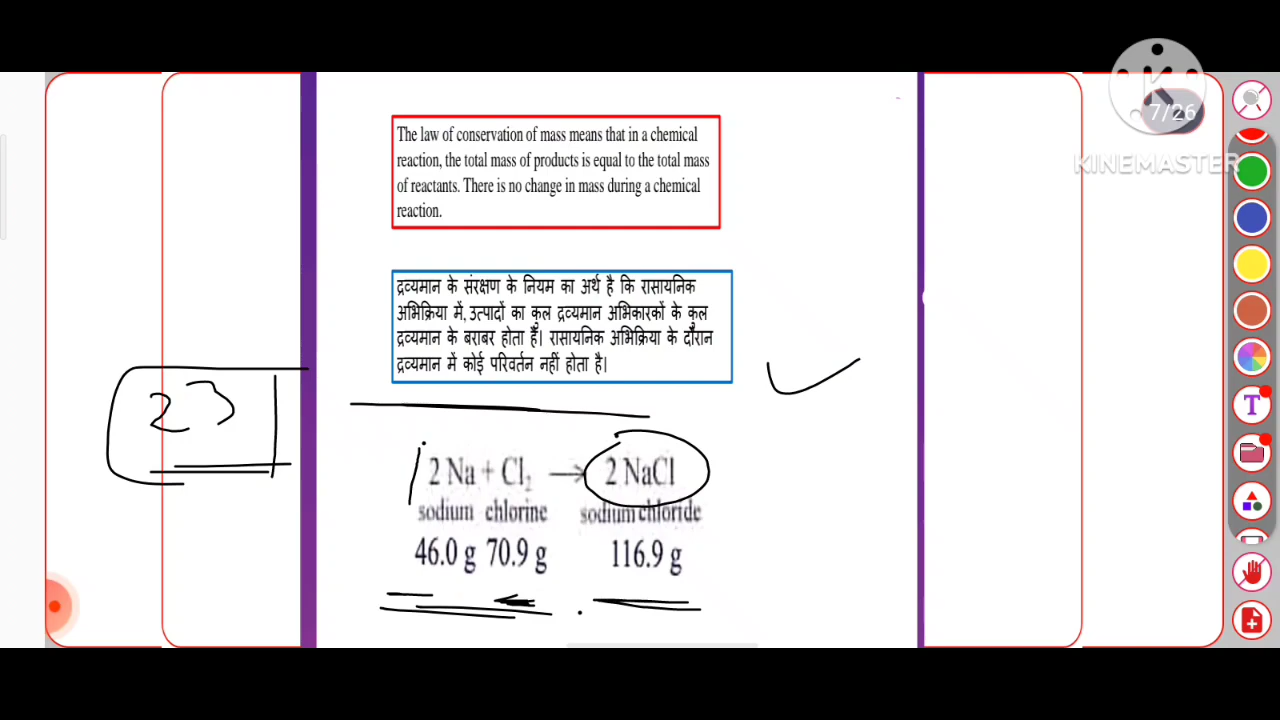 7/26
KINEMASTER
The law of conservation of mass means that in a chemical
reaction, the total mass of products is equal to the total mass
of reactants. There is no change in mass during a chemical
reaction.
द्रव्यमान के संरक्षण के नियम का अर्थ है कि रासायनिक
अभिक्रिया में, उत्पादों का कुल द्रव्यमान अभिकारकों के कुल
द्रव्यमान के बराबर होता है। रासायनिक अभिक्रिया के दौरान
द्रव्यमान में कोई परिवर्तन नहीं होता है।
23
2 Na + Cl₂ → 2 NaCl
sodium chlorine sodium chloride
46.0 g 70.9 g 116.9 g
T